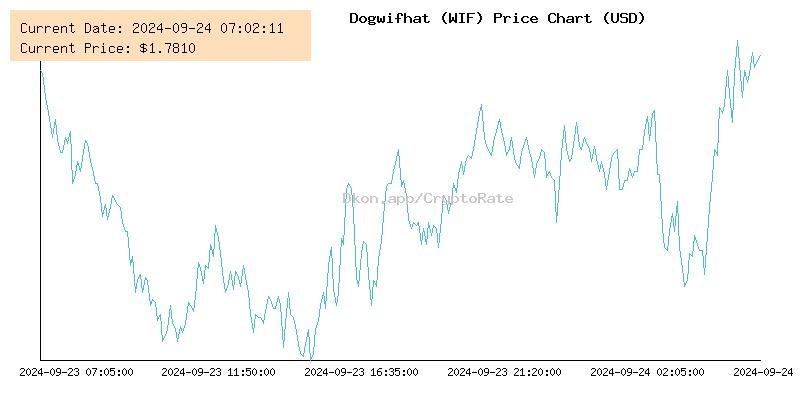 Dogwifhat (WIF) Price Chart (USD)
Current Date: 2024-09-24 07:02:11
Current Price: $1.7810
Dkon.app/CryptoRate
2024-09-23 07:05:00 2024-09-23 11:50:00 2024-09-23 16:35:00 2024-09-23 21:20:00 2024-09-24 02:05:00 2024-09-24